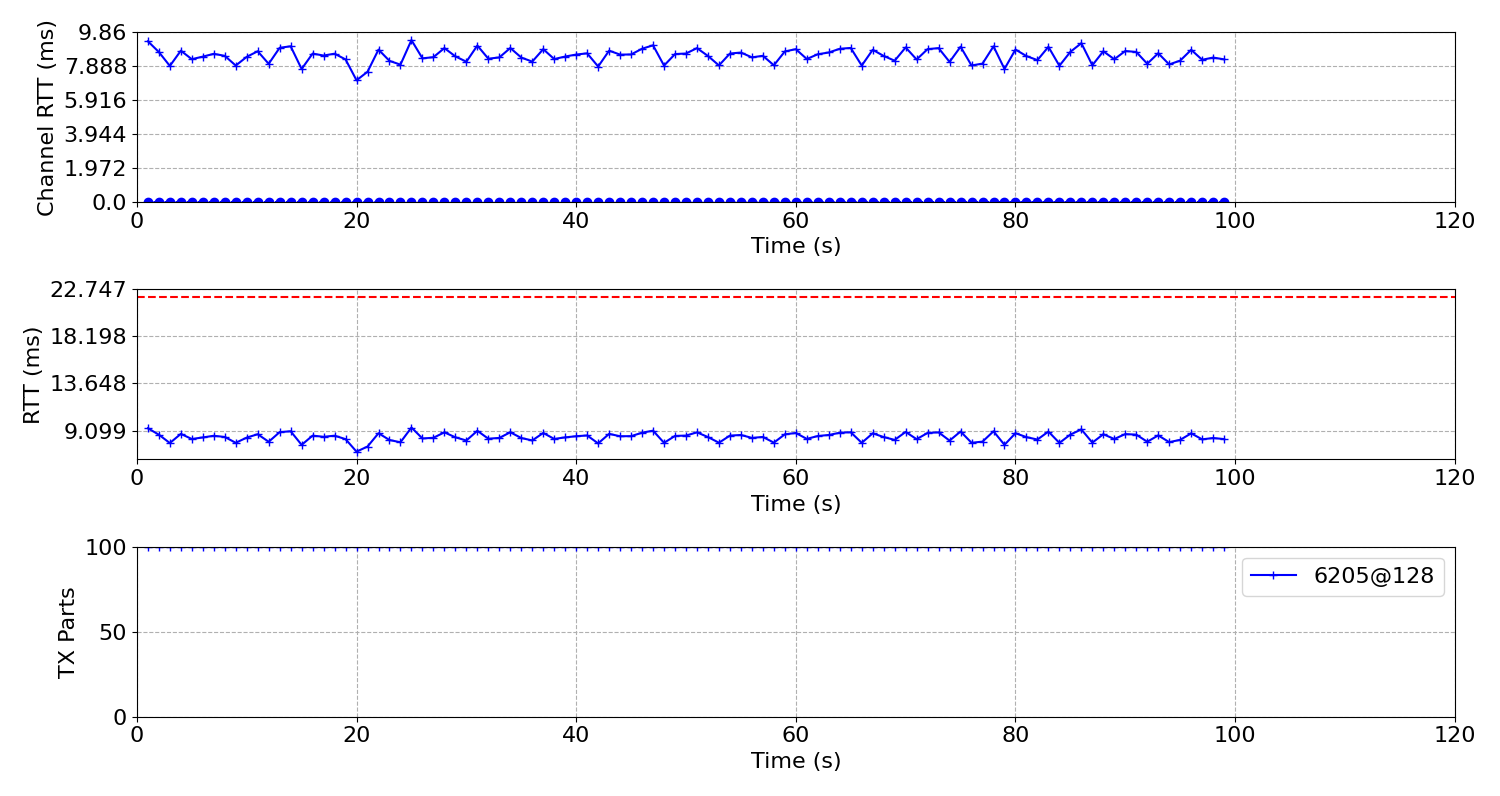 Channel RTT (ms)
9.86
7.888
5.916
3.944
1.972
0.0
0 20 40 60 80 100 120
Time (s)
RTT (ms)
22.747
18.198
13.648
9.099
0 20 40 60 80 100 120
Time (s)
TX Parts
100
50
0
6205@128
0 20 40 60 80 100 120
Time (s)